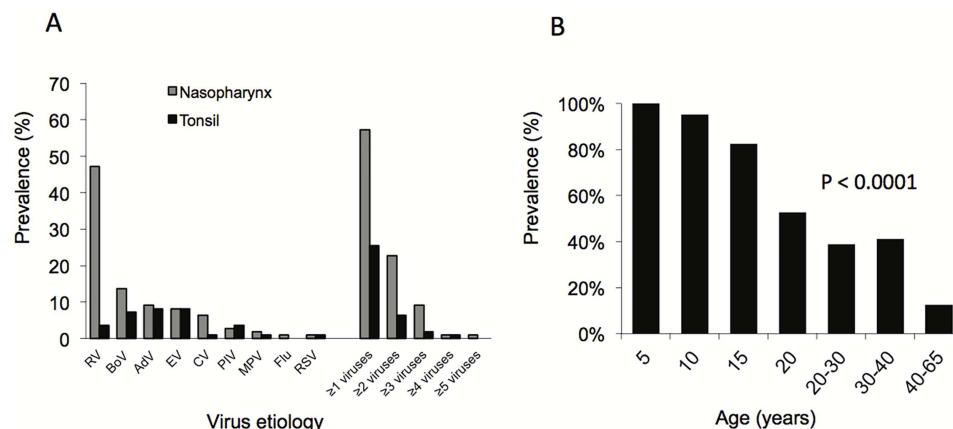 A
Prevalence (%)
70
60
50
40
30
20
10
0
Nasopharynx
Tonsil
RV
BoV
AdV
EV
CV
PIV
MPV
Flu
RSV
≥1 viruses
≥2 viruses
≥3 viruses
≥4 viruses
≥5 viruses
Virus etiology
B
Prevalence (%)
100%
80%
60%
40%
20%
0%
P < 0.0001
5
10
15
20
20-30
30-40
40-65
Age (years)